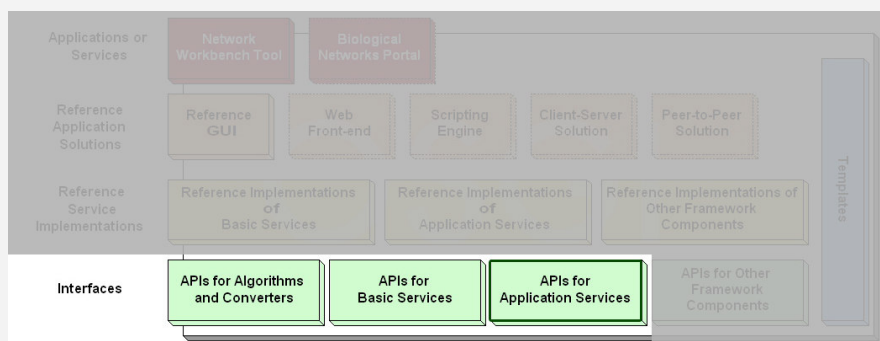 Applications or
Services
Network
Workbench Tool
Biological
Networks Portal
Reference
Application
Solutions
Reference
GUI
Web
Front-end
Scripting
Engine
Client-Server
Solution
Peer-to-Peer
Solution
Templates
Reference
Service
Implementations
Reference Implementations
of
Basic Services
Reference Implementations
of
Application Services
Reference Implementations of
Other Framework
Components
Interfaces
APIs for Algorithms
and Converters
APIs for
Basic Services
APIs for
Application Services
APIs for Other
Framework
Components